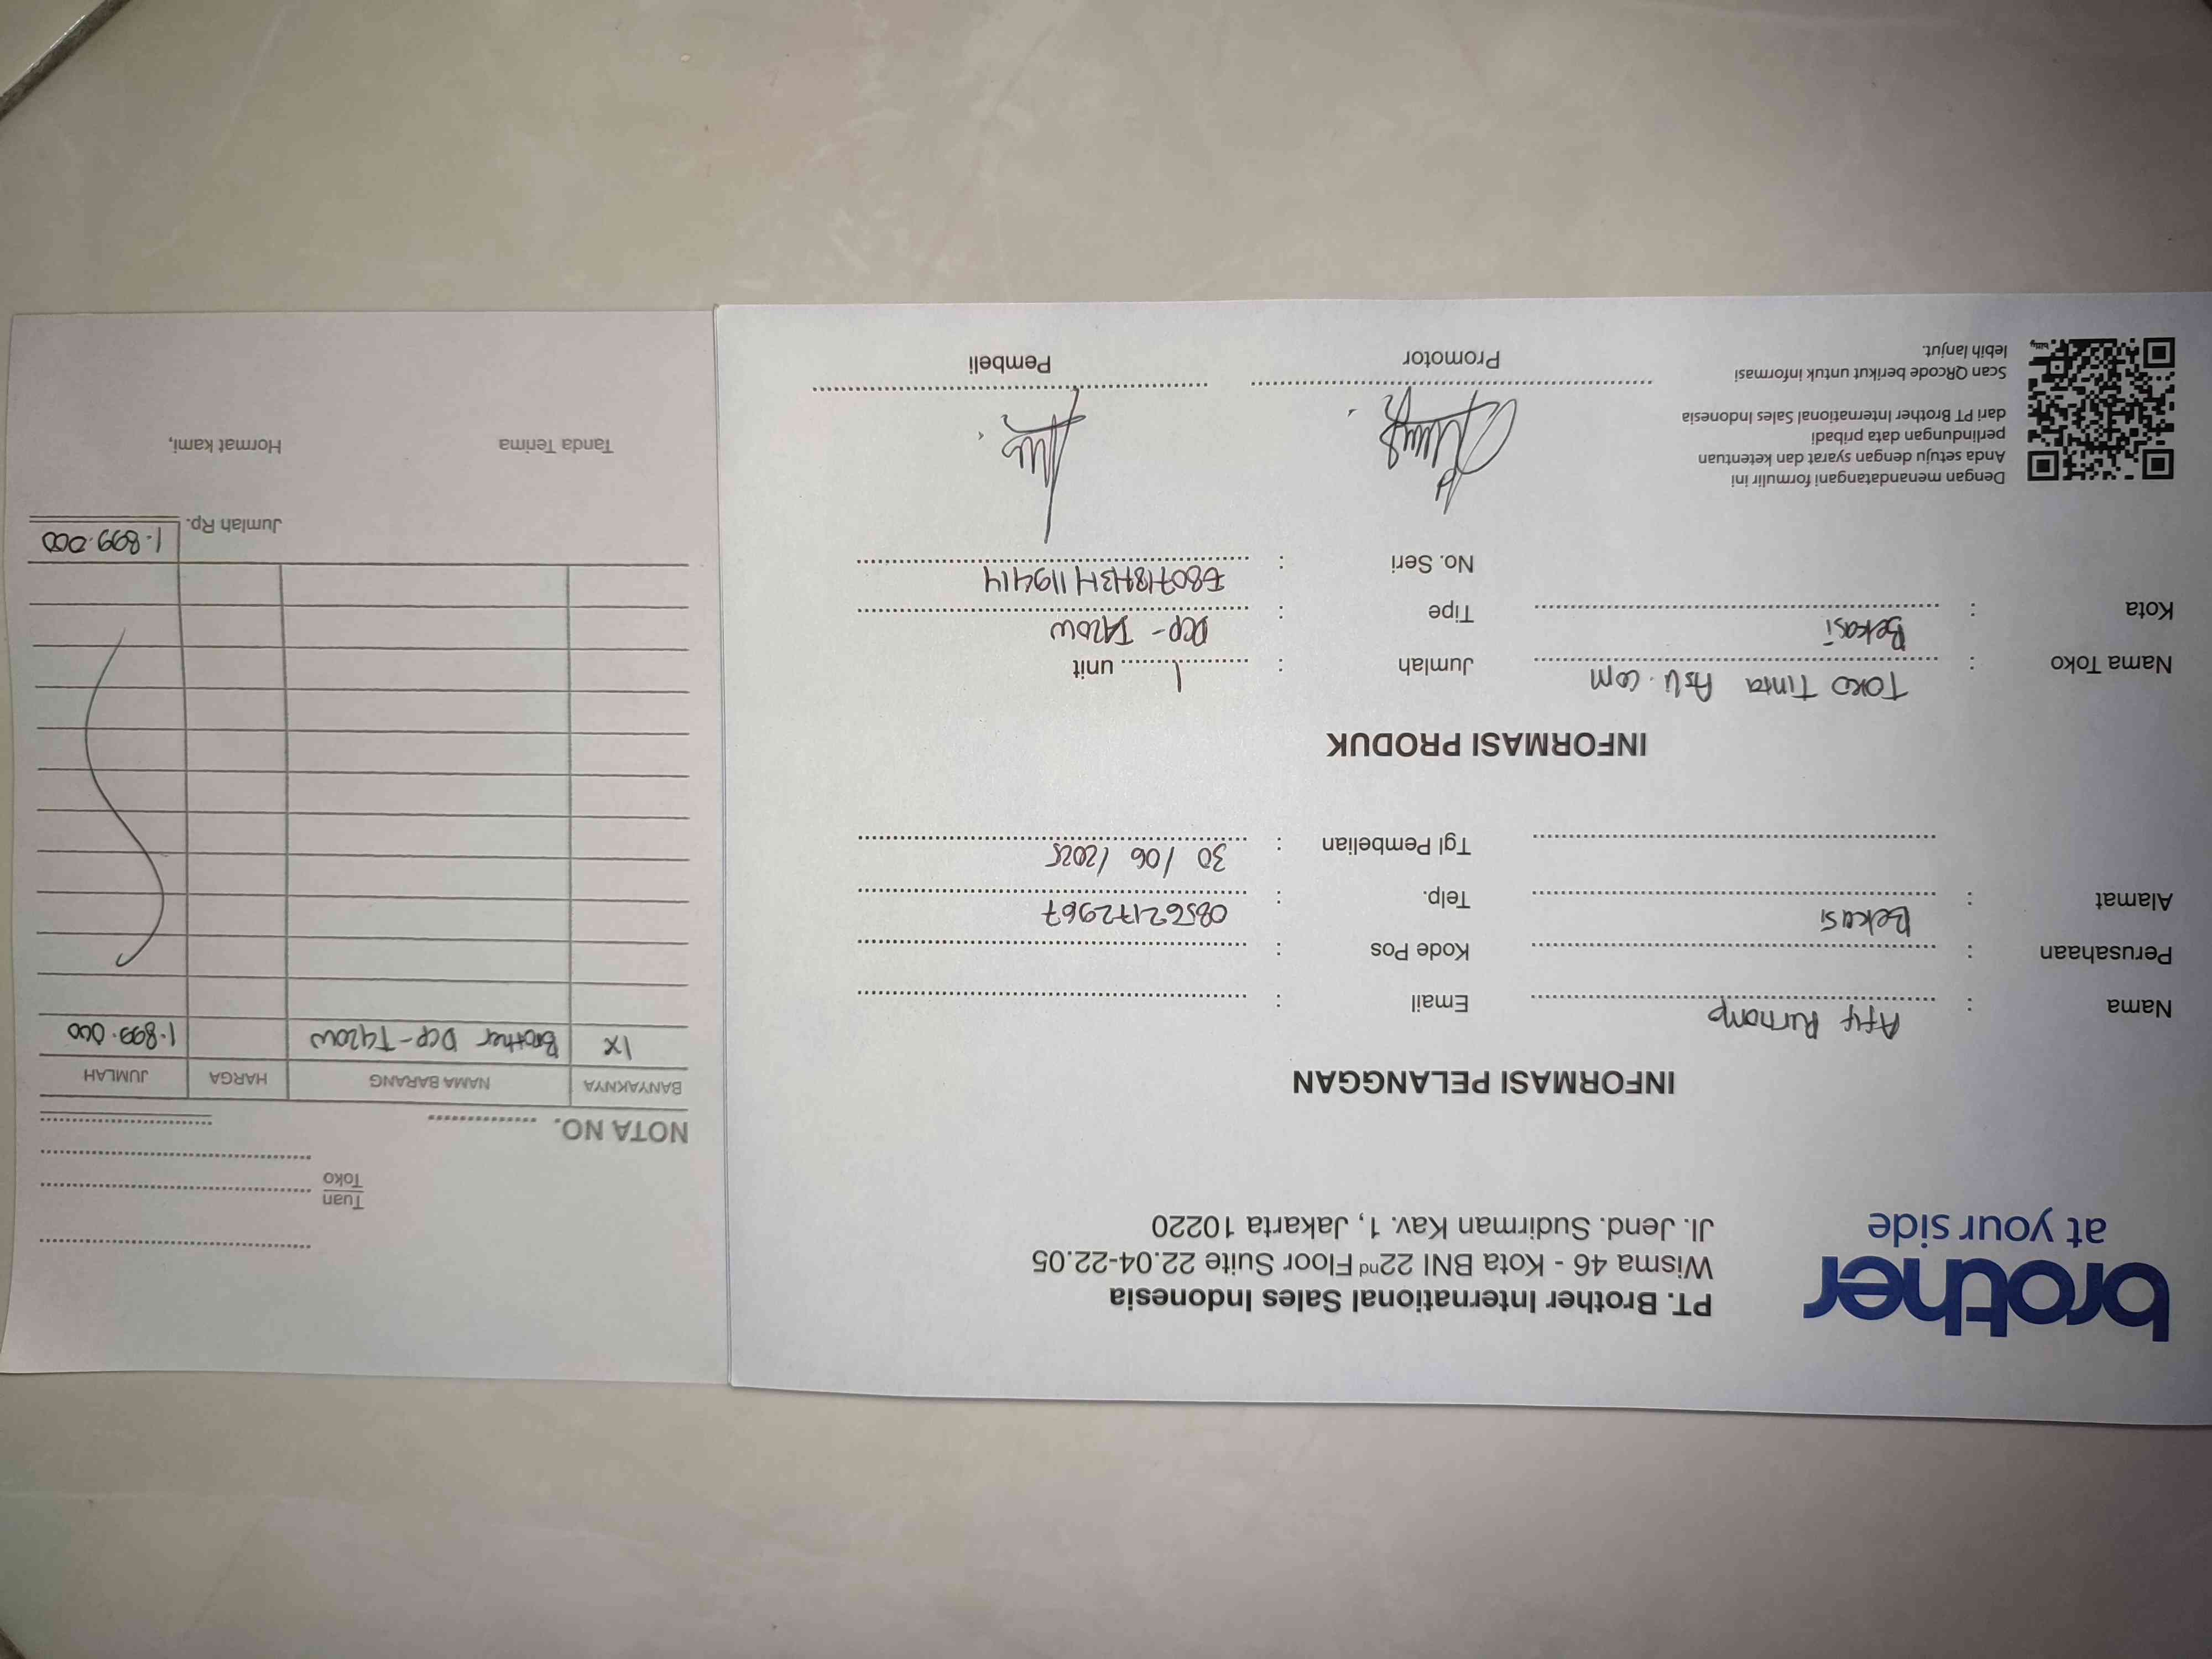 brother
at your side
PT. Brother International Sales Indonesia
Wisma 46 - Kota BNI 22nd Floor Suite 22.04-22.05
Jl. Jend. Sudirman Kav. 1, Jakarta 10220
INFORMASI PELANGGAN
Nama : Afif
Perusahaan :
Alamat : Bekasi
Email :
Kode Pos :
Telp. : 08562172967
Tgl Pembelian : 30 / 06 / 2025
INFORMASI PRODUK
Nama Toko : TOKO Tinta Asli.com
Kota : Bekasi
Jumlah : 1 unit
Tipe : DCP-T420W
No. Seri :
Dengan menandatangani formulir ini
Anda setuju dengan syarat dan ketentuan
perlindungan data pribadi
dari PT Brother International Sales Indonesia
Scan QRcode berikut untuk informasi
lebih lanjut.
bitly
Promotor
Pembeli
Tuan
Toko
NOTA NO.
BANYAKNYA NAMA BARANG HARGA JUMLAH
1x Brother DCP-T420W 1.899.000
Jumlah Rp. 1.899.000
Tanda Terima Hormat kami,